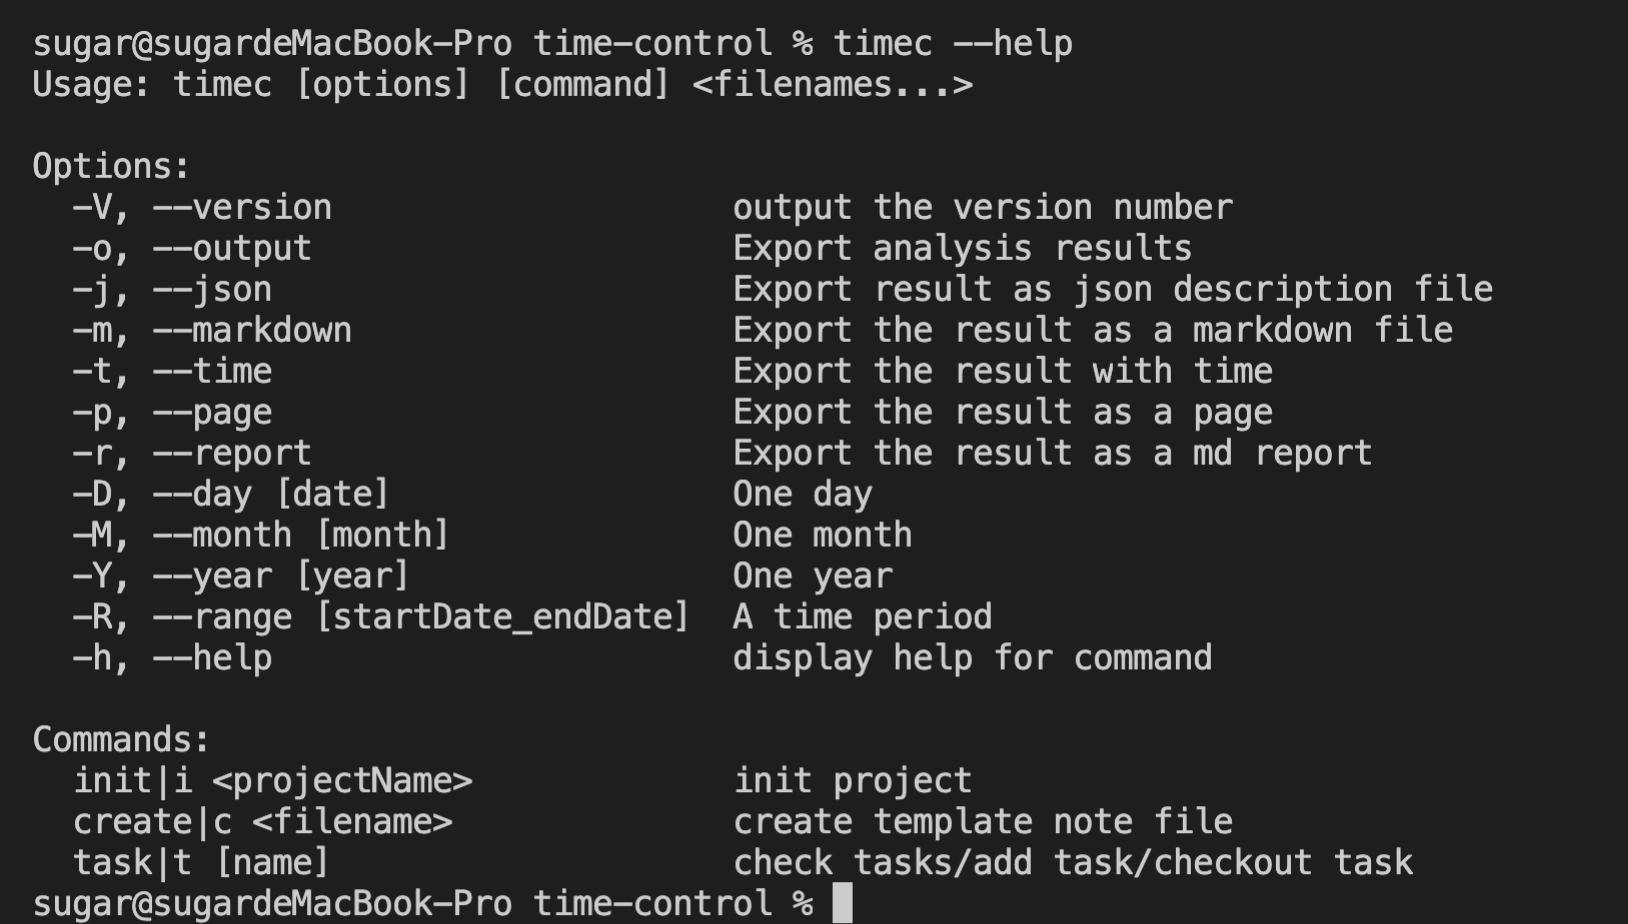 sugar@sugardeMacBook-Pro time-control % timec --help
Usage: timec [options] [command] <filenames...>

Options:
  -V, --version                    output the version number
  -o, --output                     Export analysis results
  -j, --json                       Export result as json description file
  -m, --markdown                   Export the result as a markdown file
  -t, --time                       Export the result with time
  -p, --page                       Export the result as a page
  -r, --report                     Export the result as a md report
  -D, --day [date]                 One day
  -M, --month [month]              One month
  -Y, --year [year]                One year
  -R, --range [startDate_endDate]  A time period
  -h, --help                       display help for command

Commands:
  init|i <projectName>             init project
  create|c <filename>              create template note file
  task|t [name]                    check tasks/add task/checkout task
sugar@sugardeMacBook-Pro time-control %